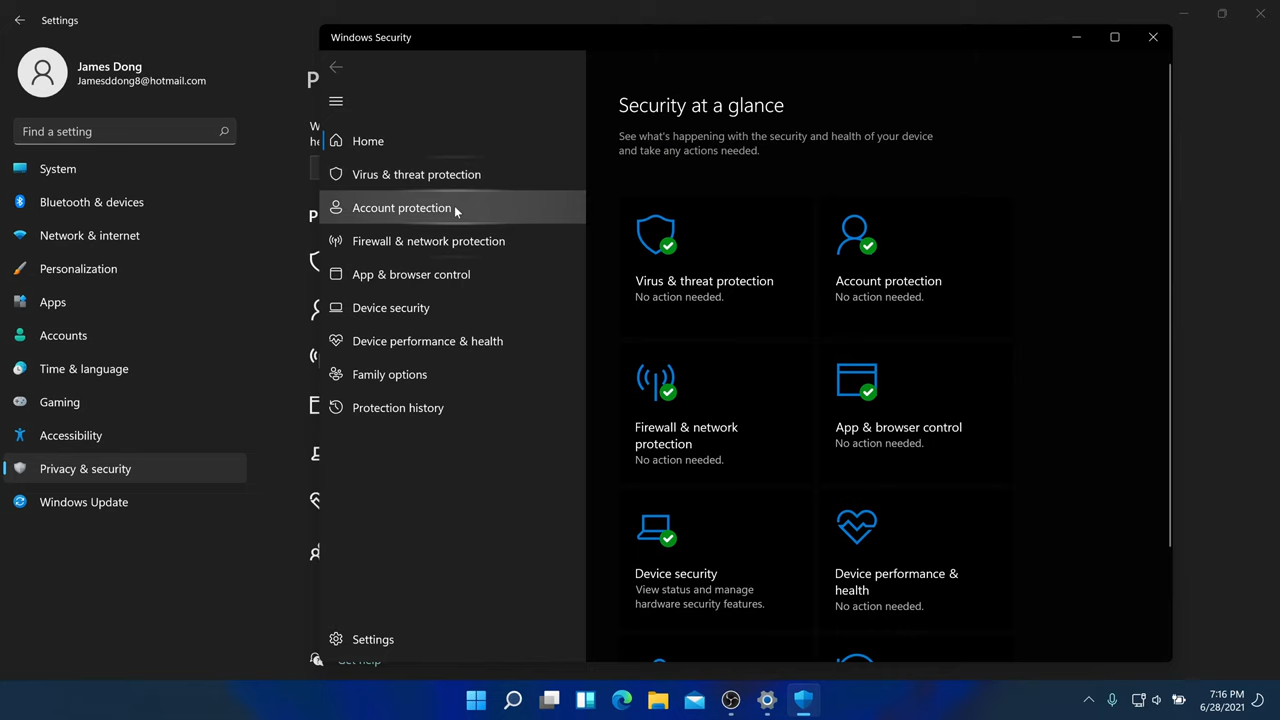 Settings
James Dong
Jamesddong8@hotmail.com
Find a setting
System
Bluetooth & devices
Network & internet
Personalization
Apps
Accounts
Time & language
Gaming
Accessibility
Privacy & security
Windows Update
P
W
he
P
Get help
Windows Security
Home
Virus & threat protection
Account protection
Firewall & network protection
App & browser control
Device security
Device performance & health
Family options
Protection history
Settings
Security at a glance
See what's happening with the security and health of your device
and take any actions needed.
Virus & threat protection
No action needed.
Account protection
No action needed.
Firewall & network
protection
No action needed.
App & browser control
No action needed.
Device security
View status and manage
hardware security features.
Device performance &
health
No action needed.
7:16 PM
6/28/2021